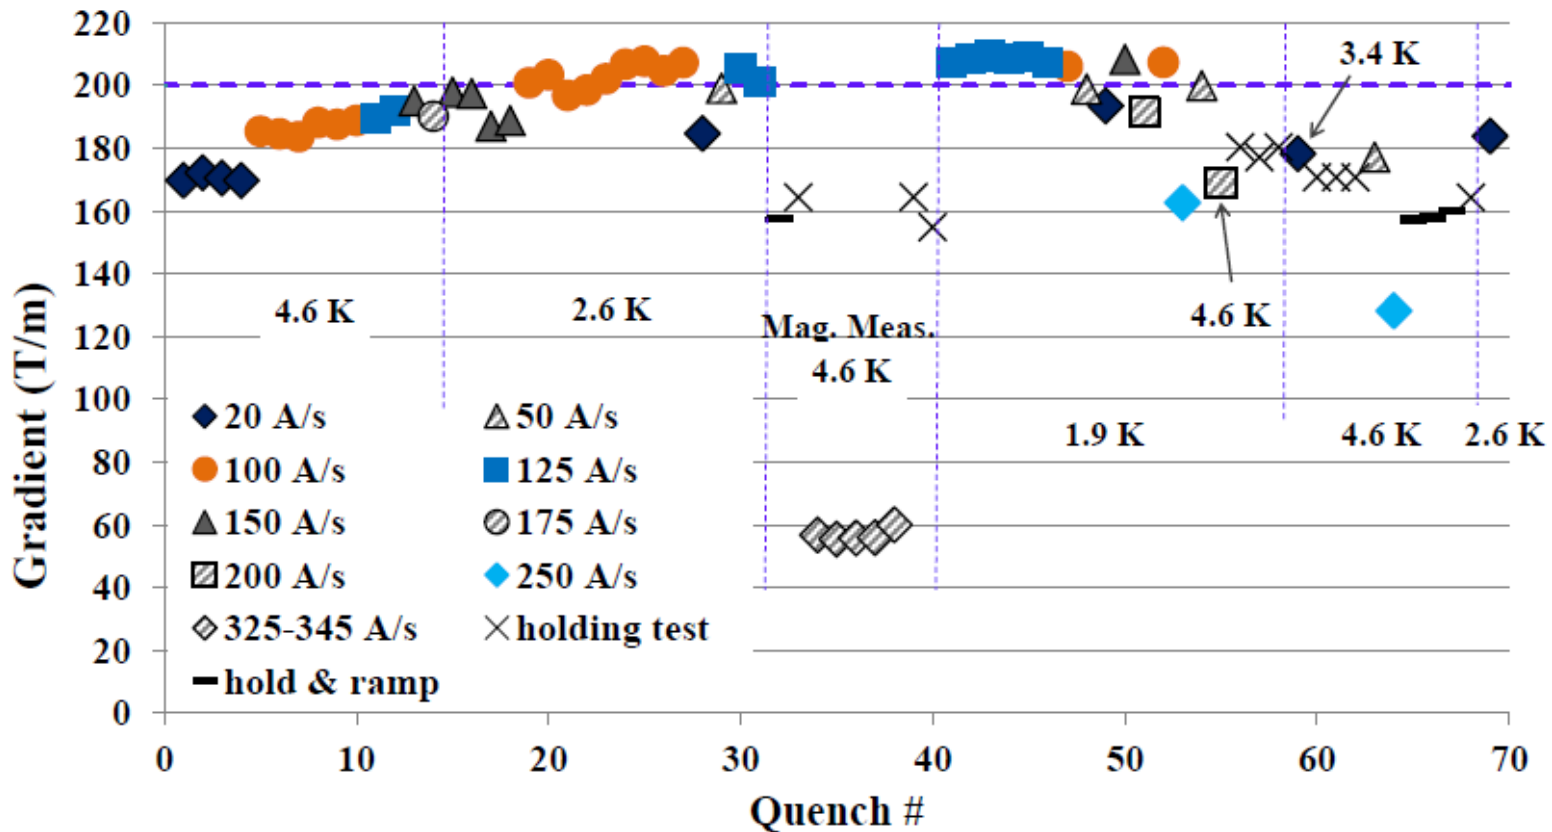 220
200
180
160
140
120
100
80
60
40
20
0
Gradient (T/m)
3.4 K
4.6 K
2.6 K
4.6 K
Mag. Meas.
4.6 K
1.9 K
4.6 K
2.6 K
20 A/s
50 A/s
100 A/s
125 A/s
150 A/s
175 A/s
200 A/s
250 A/s
325-345 A/s
holding test
hold & ramp
0
10
20
30
40
50
60
70
Quench #